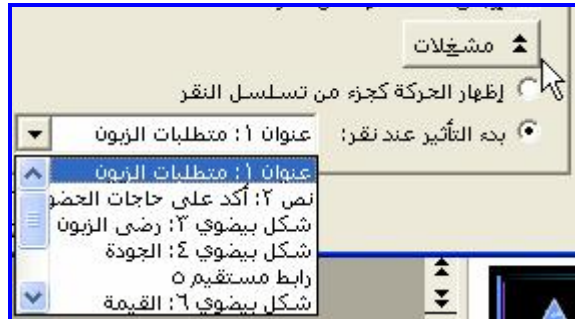 مشغلات
إظهار الحركة كجزء من تسلسل النقر
بدء التأثير عند نقر: عنوان ١: متطلبات الزبون
عنوان ١: متطلبات الزبون
نص ٢: أكد على حاجات الحضو
شكل بيضوي ٣: رضى الزبون
شكل بيضوي ٤: الجودة
رابط مستقيم ٥
شكل بيضوي ٦: القيمة